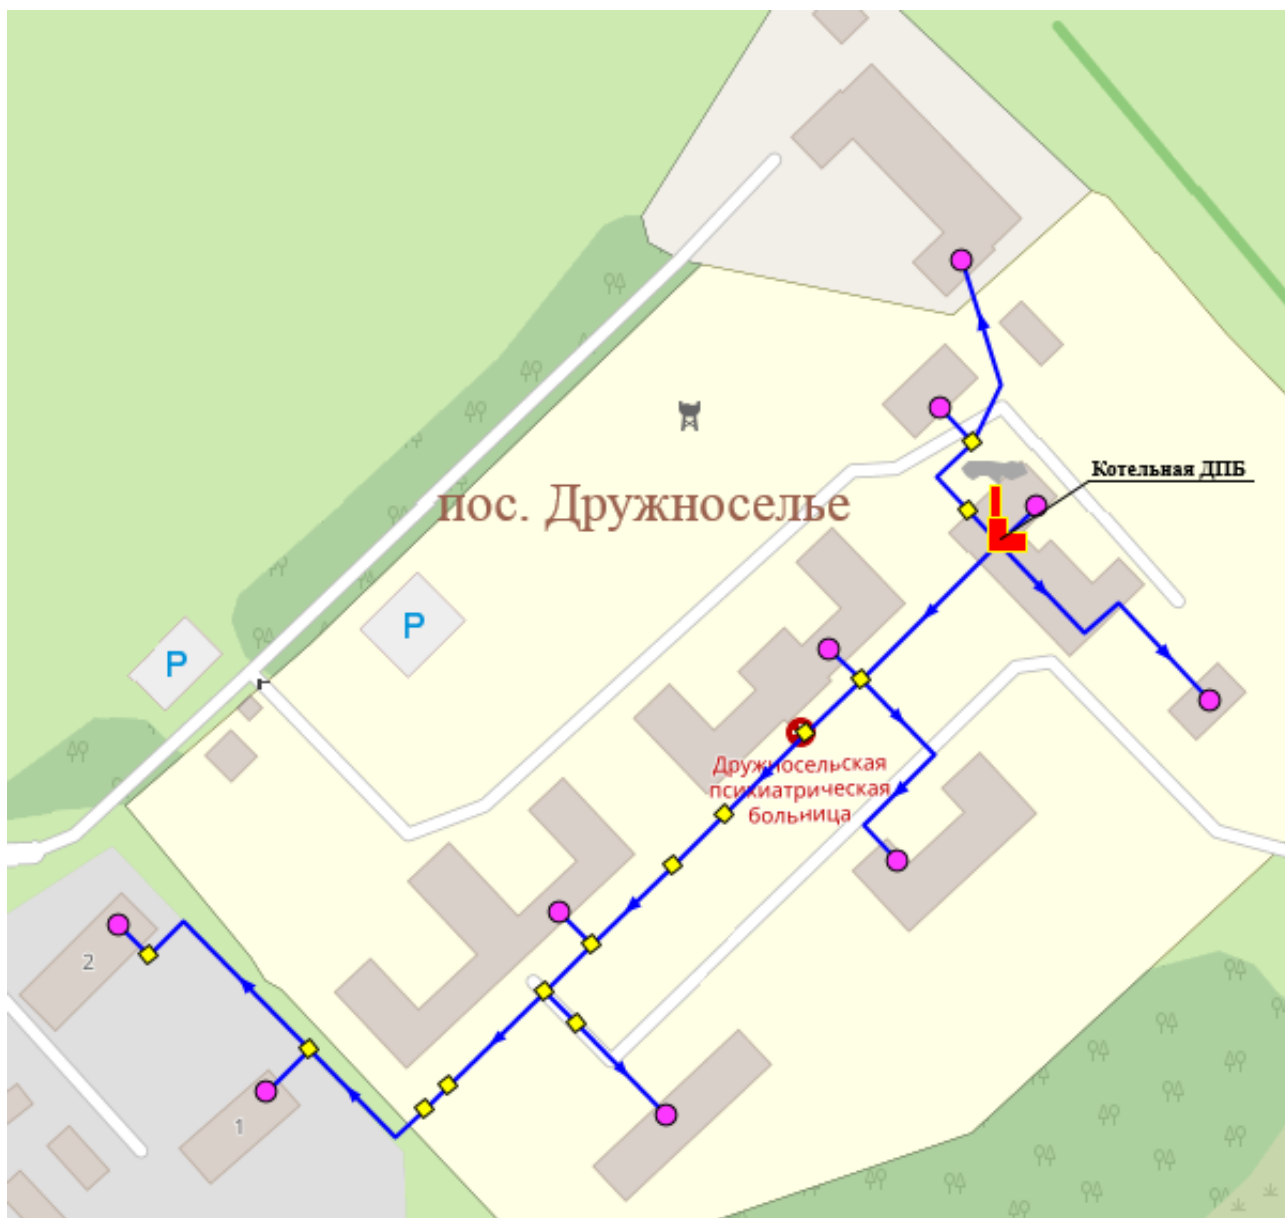 Котельная ДПБ
пос. Дружноселье
P
P
Дружносельская
психиатрическая
больница
2
1